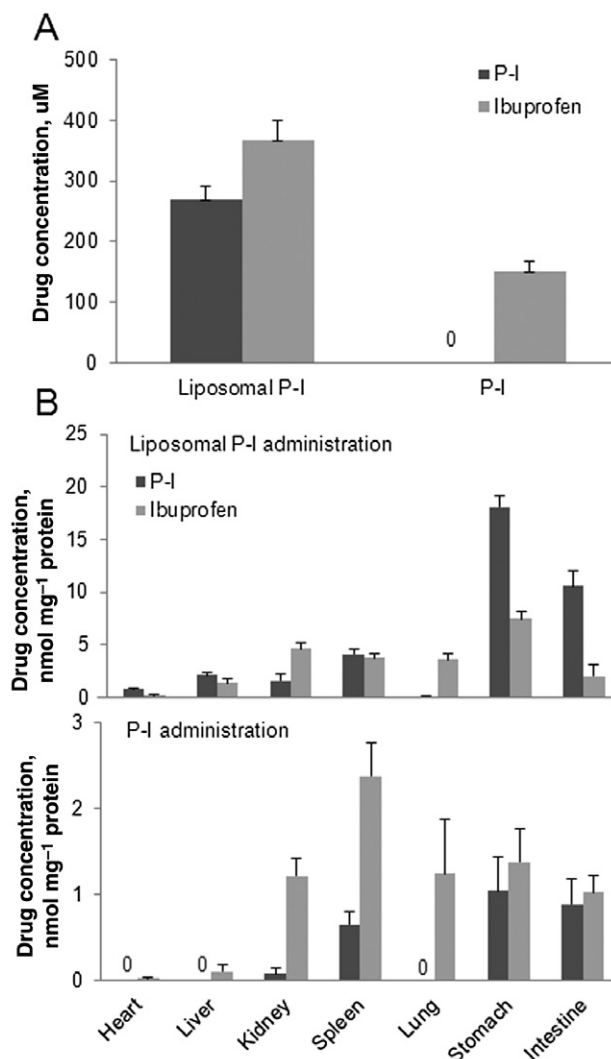 A
500
400
300
200
100
0
Drug concentration, uM
P-I
Ibuprofen
0
Liposomal P-I
P-I
B
25
20
15
10
5
0
Drug concentration,
nmol mg⁻¹ protein
Liposomal P-I administration
P-I
Ibuprofen
3
2
1
0
Drug concentration,
nmol mg⁻¹ protein
P-I administration
0
0
0
Heart
Liver
Kidney
Spleen
Lung
Stomach
Intestine